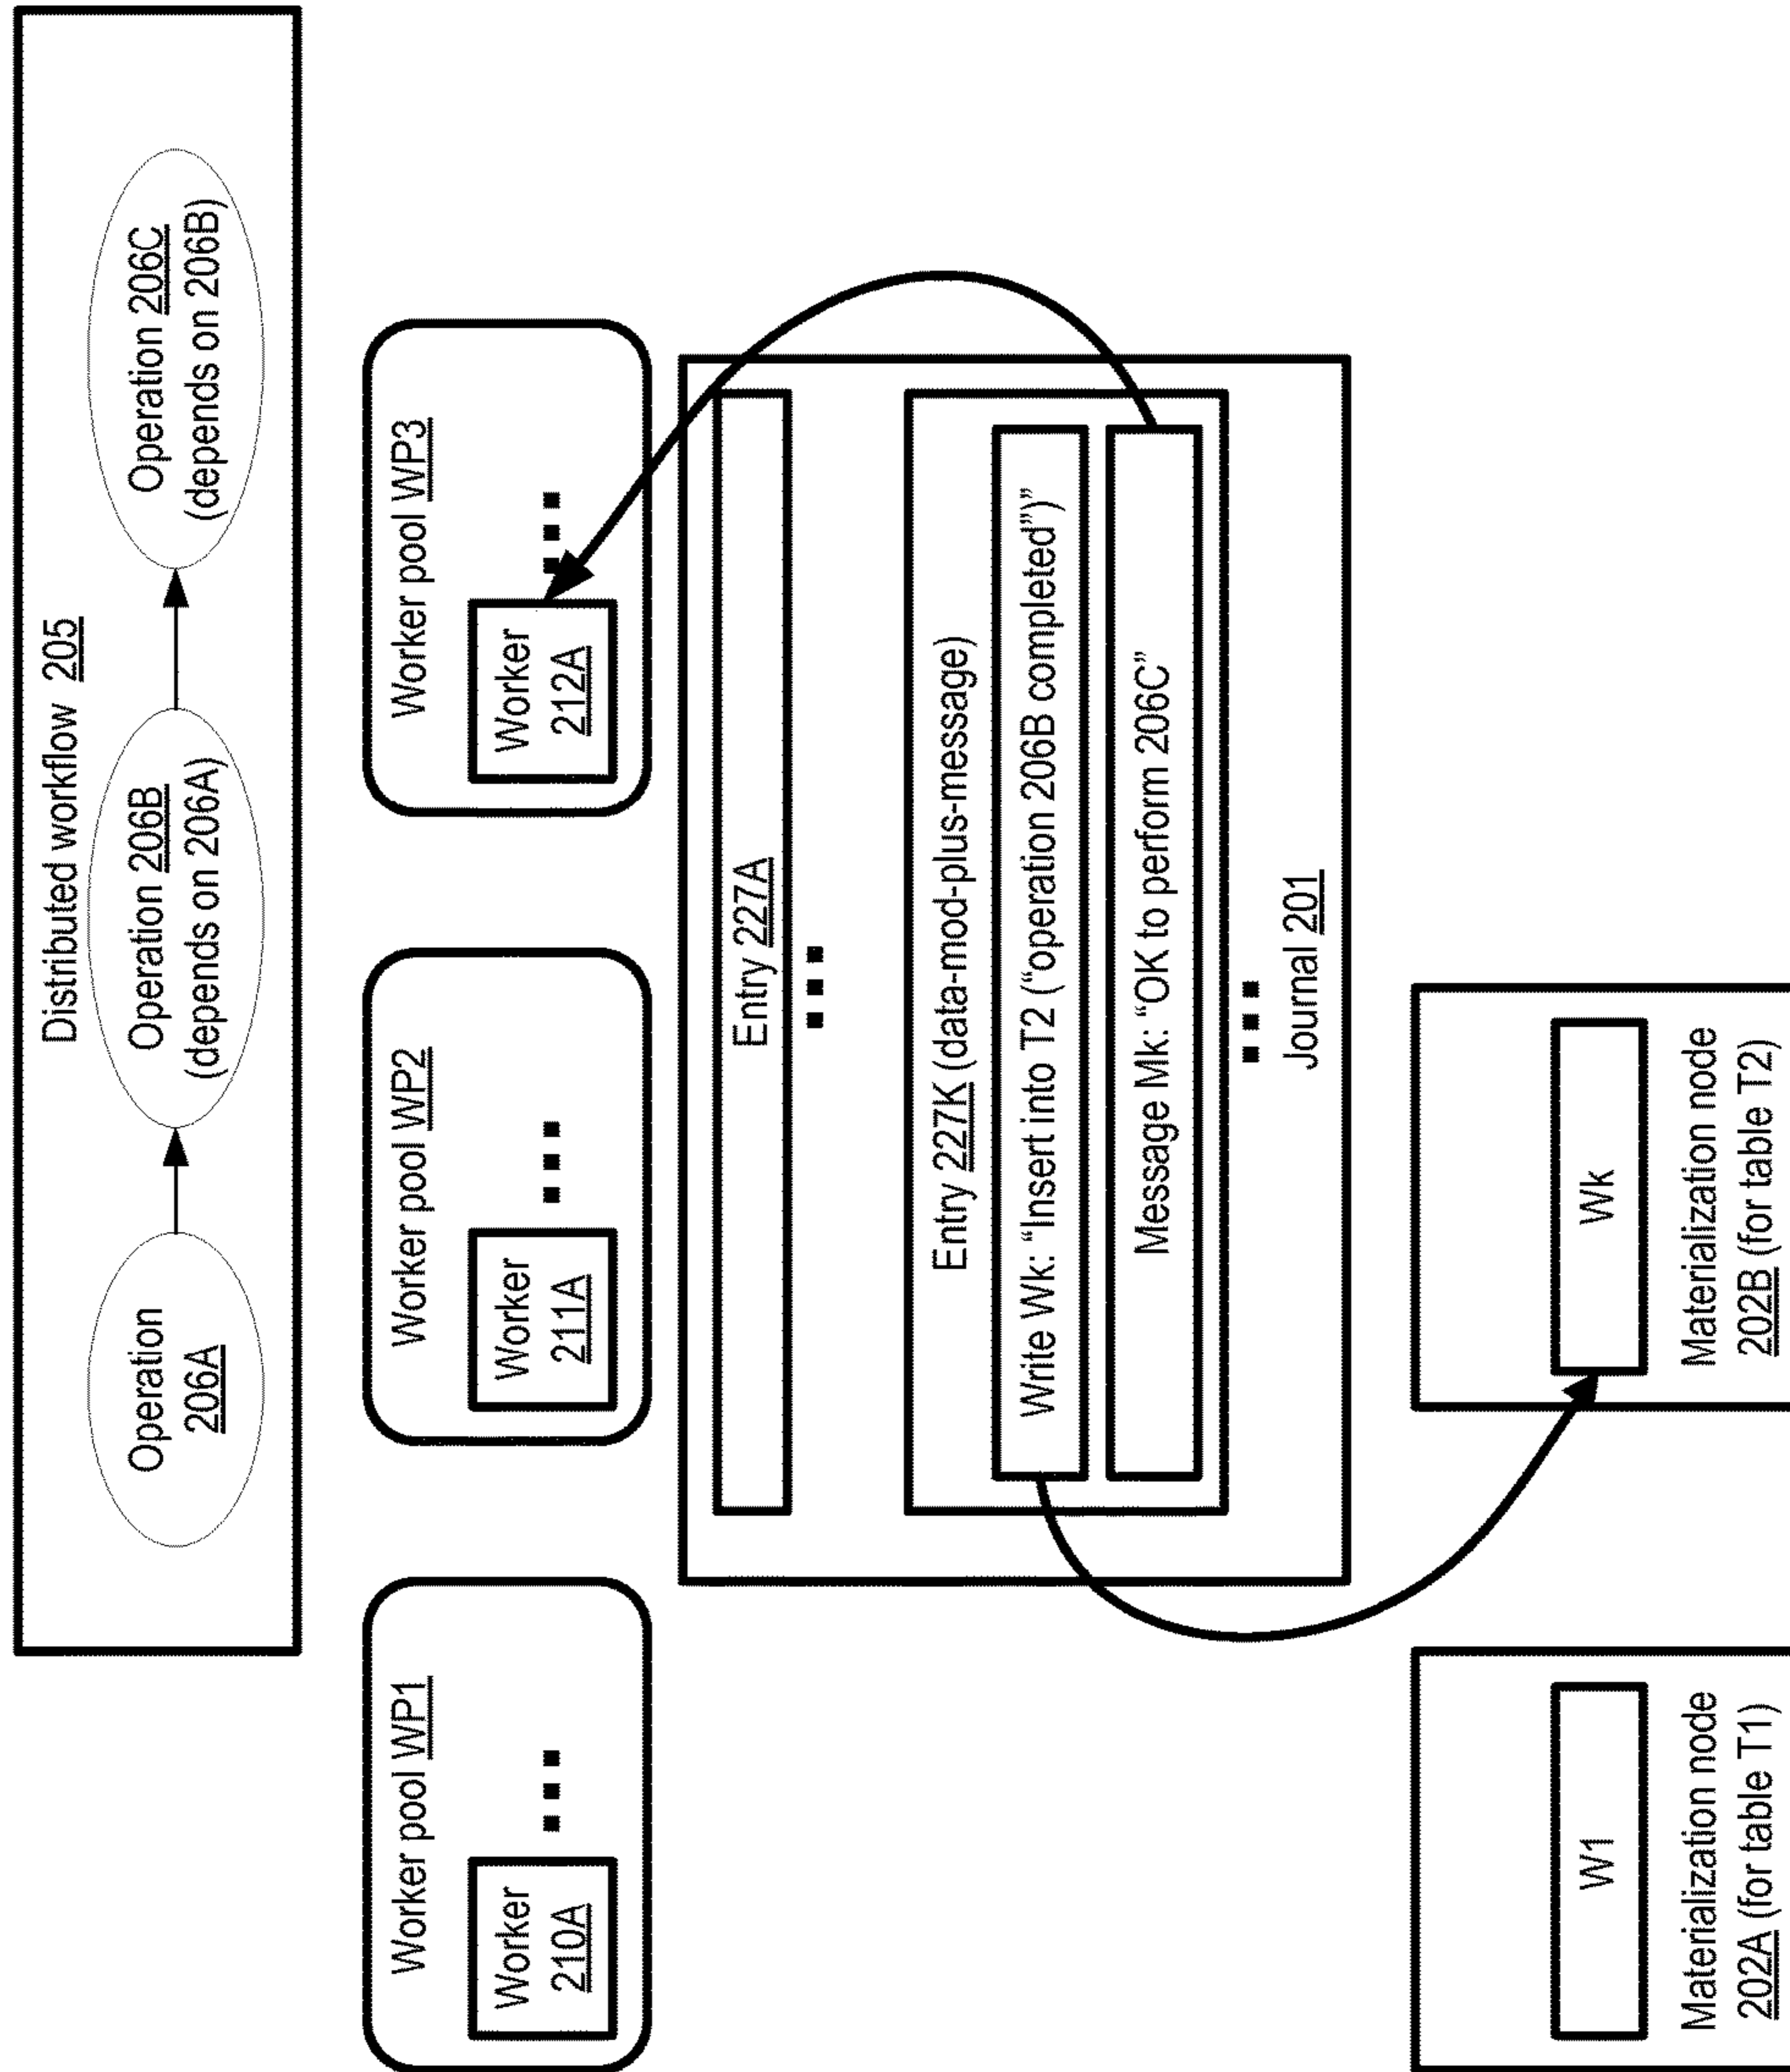 Distributed workflow 205
Operation
206A
Operation 206B
(depends on 206A)
Operation 206C
(depends on 206B)
Worker pool WP1
Worker
210A
Worker pool WP2
Worker
211A
Worker pool WP3
Worker
212A
Entry 227A
Entry 227K (data-mod-plus-message)
Write Wk: “Insert into T2 (“operation 206B completed”)”
Message Mk: “OK to perform 206C”
Journal 201
W1
Materialization node
202A (for table T1)
Wk
Materialization node
202B (for table T2)